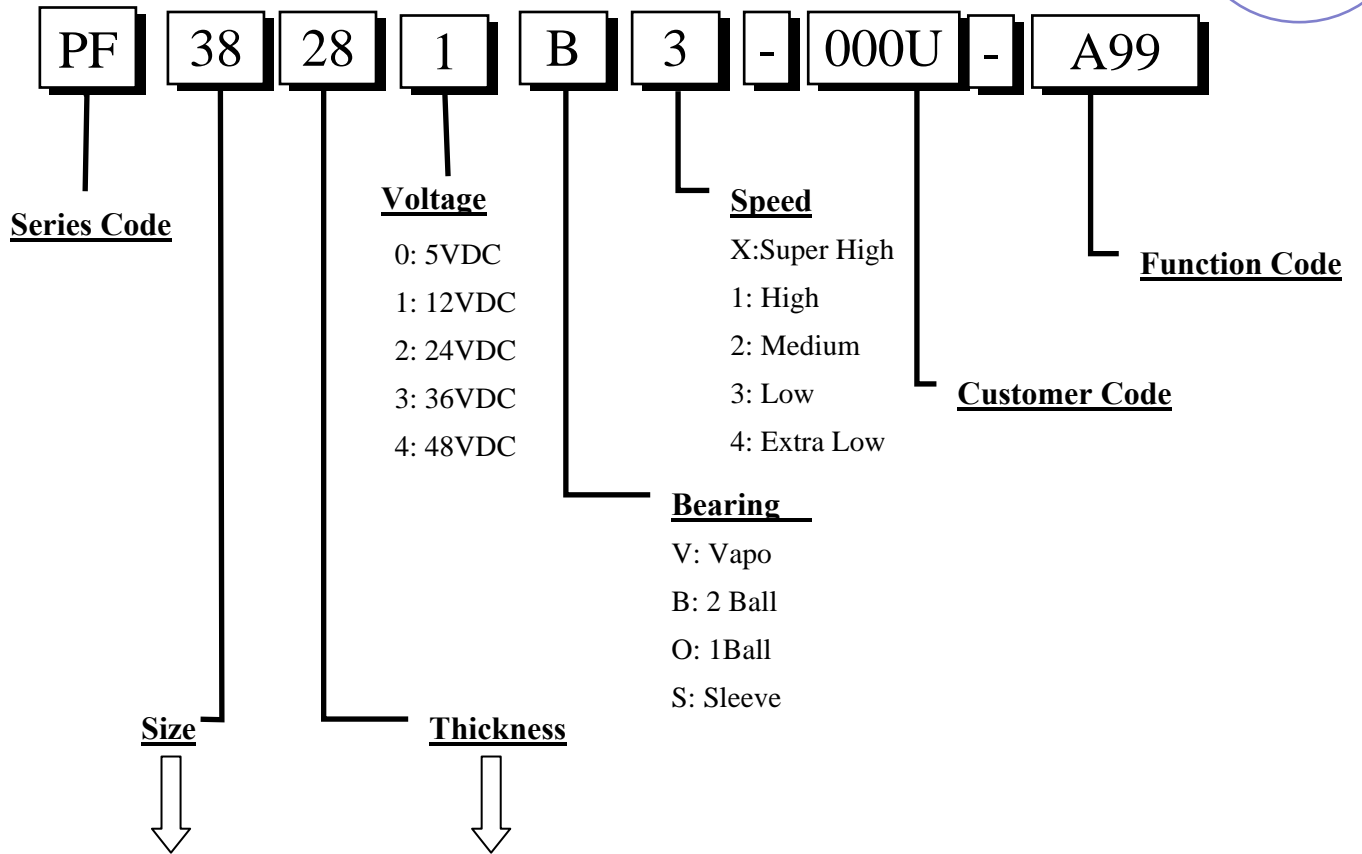 PF 38 28 1 B 3 - 000U - A99
Series Code
Voltage
0: 5VDC
1: 12VDC
2: 24VDC
3: 36VDC
4: 48VDC
Speed
X:Super High
1: High
2: Medium
3: Low
4: Extra Low
Function Code
Customer Code
Bearing
V: Vapo
B: 2 Ball
O: 1Ball
S: Sleeve
Size
Thickness